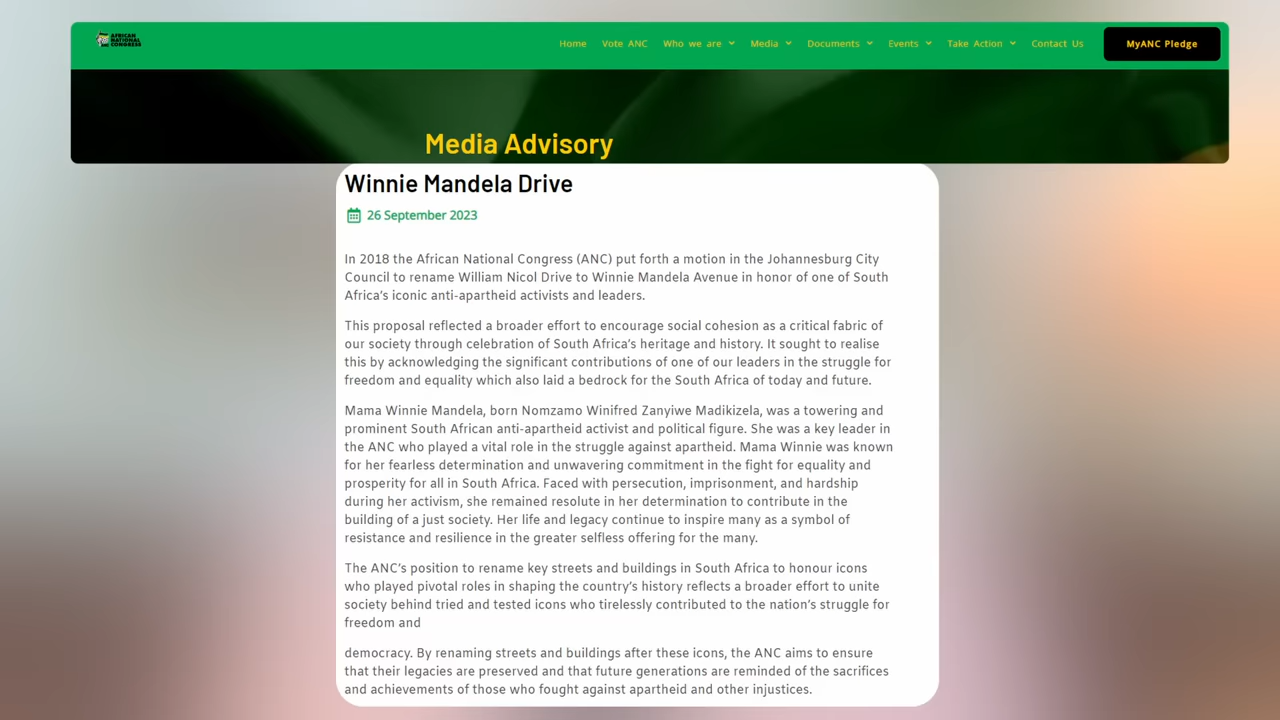 AFRICAN
NATIONAL
CONGRESS
Home Vote ANC Who we are Media Documents Events Take Action Contact Us MyANC Pledge
Media Advisory
Winnie Mandela Drive
26 September 2023
In 2018 the African National Congress (ANC) put forth a motion in the Johannesburg City
Council to rename William Nicol Drive to Winnie Mandela Avenue in honor of one of South
Africa’s iconic anti-apartheid activists and leaders.
This proposal reflected a broader effort to encourage social cohesion as a critical fabric of
our society through celebration of South Africa’s heritage and history. It sought to realise
this by acknowledging the significant contributions of one of our leaders in the struggle for
freedom and equality which also laid a bedrock for the South Africa of today and future.
Mama Winnie Mandela, born Nomzamo Winifred Zanyiwe Madikizela, was a towering and
prominent South African anti-apartheid activist and political figure. She was a key leader in
the ANC who played a vital role in the struggle against apartheid. Mama Winnie was known
for her fearless determination and unwavering commitment in the fight for equality and
prosperity for all in South Africa. Faced with persecution, imprisonment, and hardship
during her activism, she remained resolute in her determination to contribute in the
building of a just society. Her life and legacy continue to inspire many as a symbol of
resistance and resilience in the greater selfless offering for the many.
The ANC’s position to rename key streets and buildings in South Africa to honour icons
who played pivotal roles in shaping the country’s history reflects a broader effort to unite
society behind tried and tested icons who tirelessly contributed to the nation’s struggle for
freedom and
democracy. By renaming streets and buildings after these icons, the ANC aims to ensure
that their legacies are preserved and that future generations are reminded of the sacrifices
and achievements of those who fought against apartheid and other injustices.